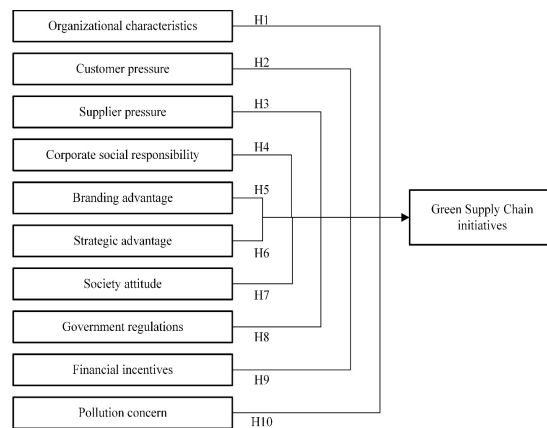 Organizational characteristics
H1
Customer pressure
H2
Supplier pressure
H3
Corporate social responsibility
H4
Branding advantage
H5
Strategic advantage
H6
Society attitude
H7
Government regulations
H8
Financial incentives
H9
Pollution concern
H10
Green Supply Chain
initiatives